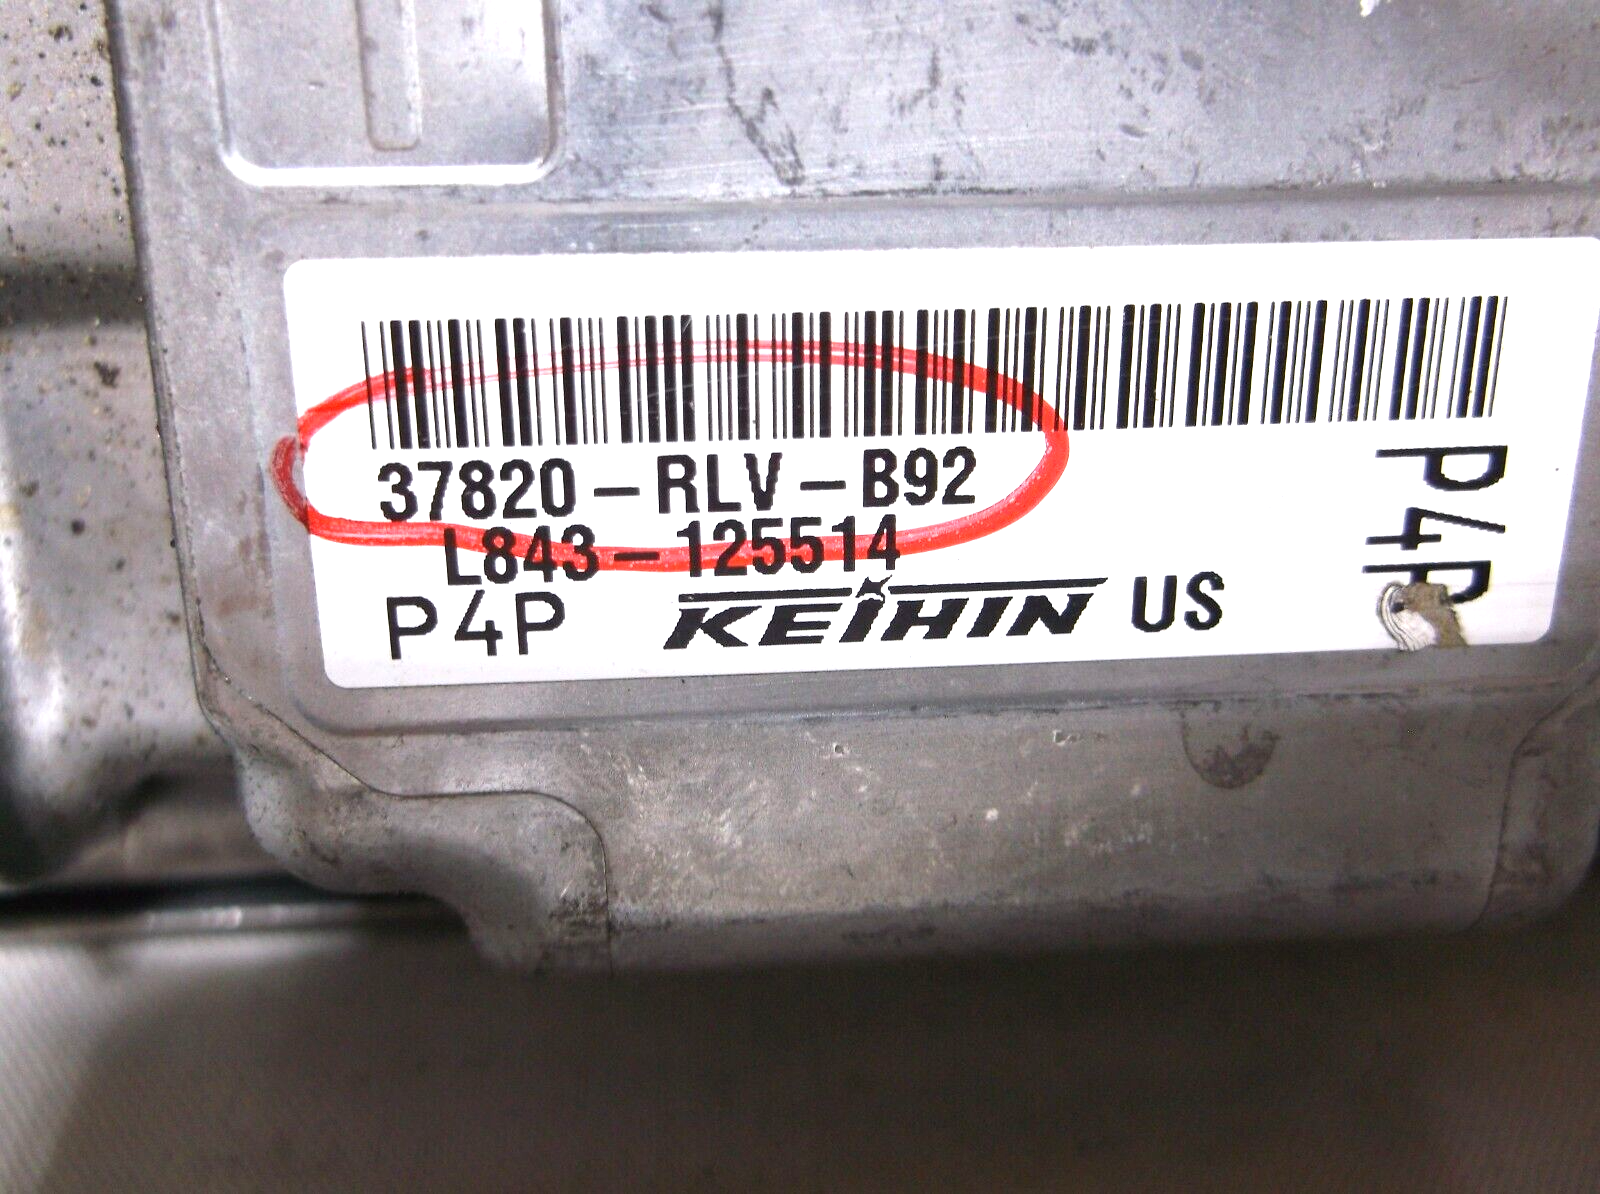 37820-RLV-B92
L843-125514
P4P KEIHIN US
P4P